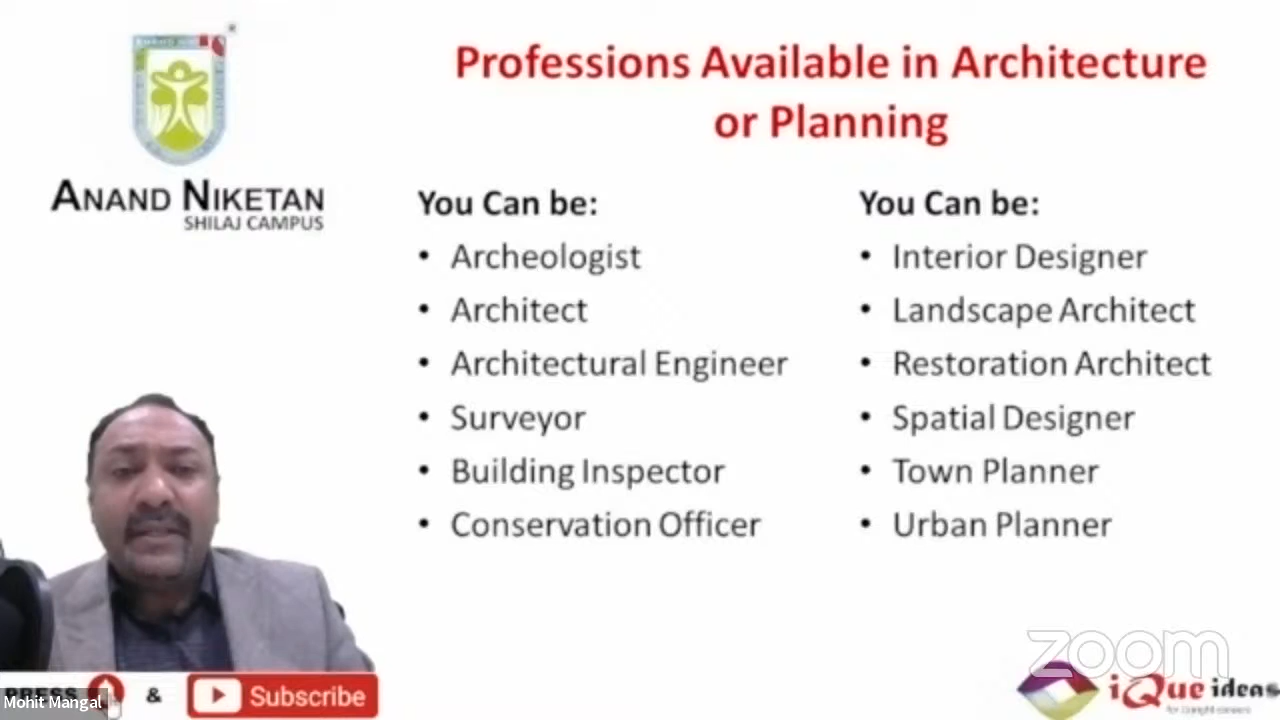 ANAND NIKETAN
SHILAJ CAMPUS
Professions Available in Architecture
or Planning
You Can be:
• Archeologist
• Architect
• Architectural Engineer
• Surveyor
• Building Inspector
• Conservation Officer
You Can be:
• Interior Designer
• Landscape Architect
• Restoration Architect
• Spatial Designer
• Town Planner
• Urban Planner
zoom
iQue ideas
PRESS & Subscribe
Mohit Mangal